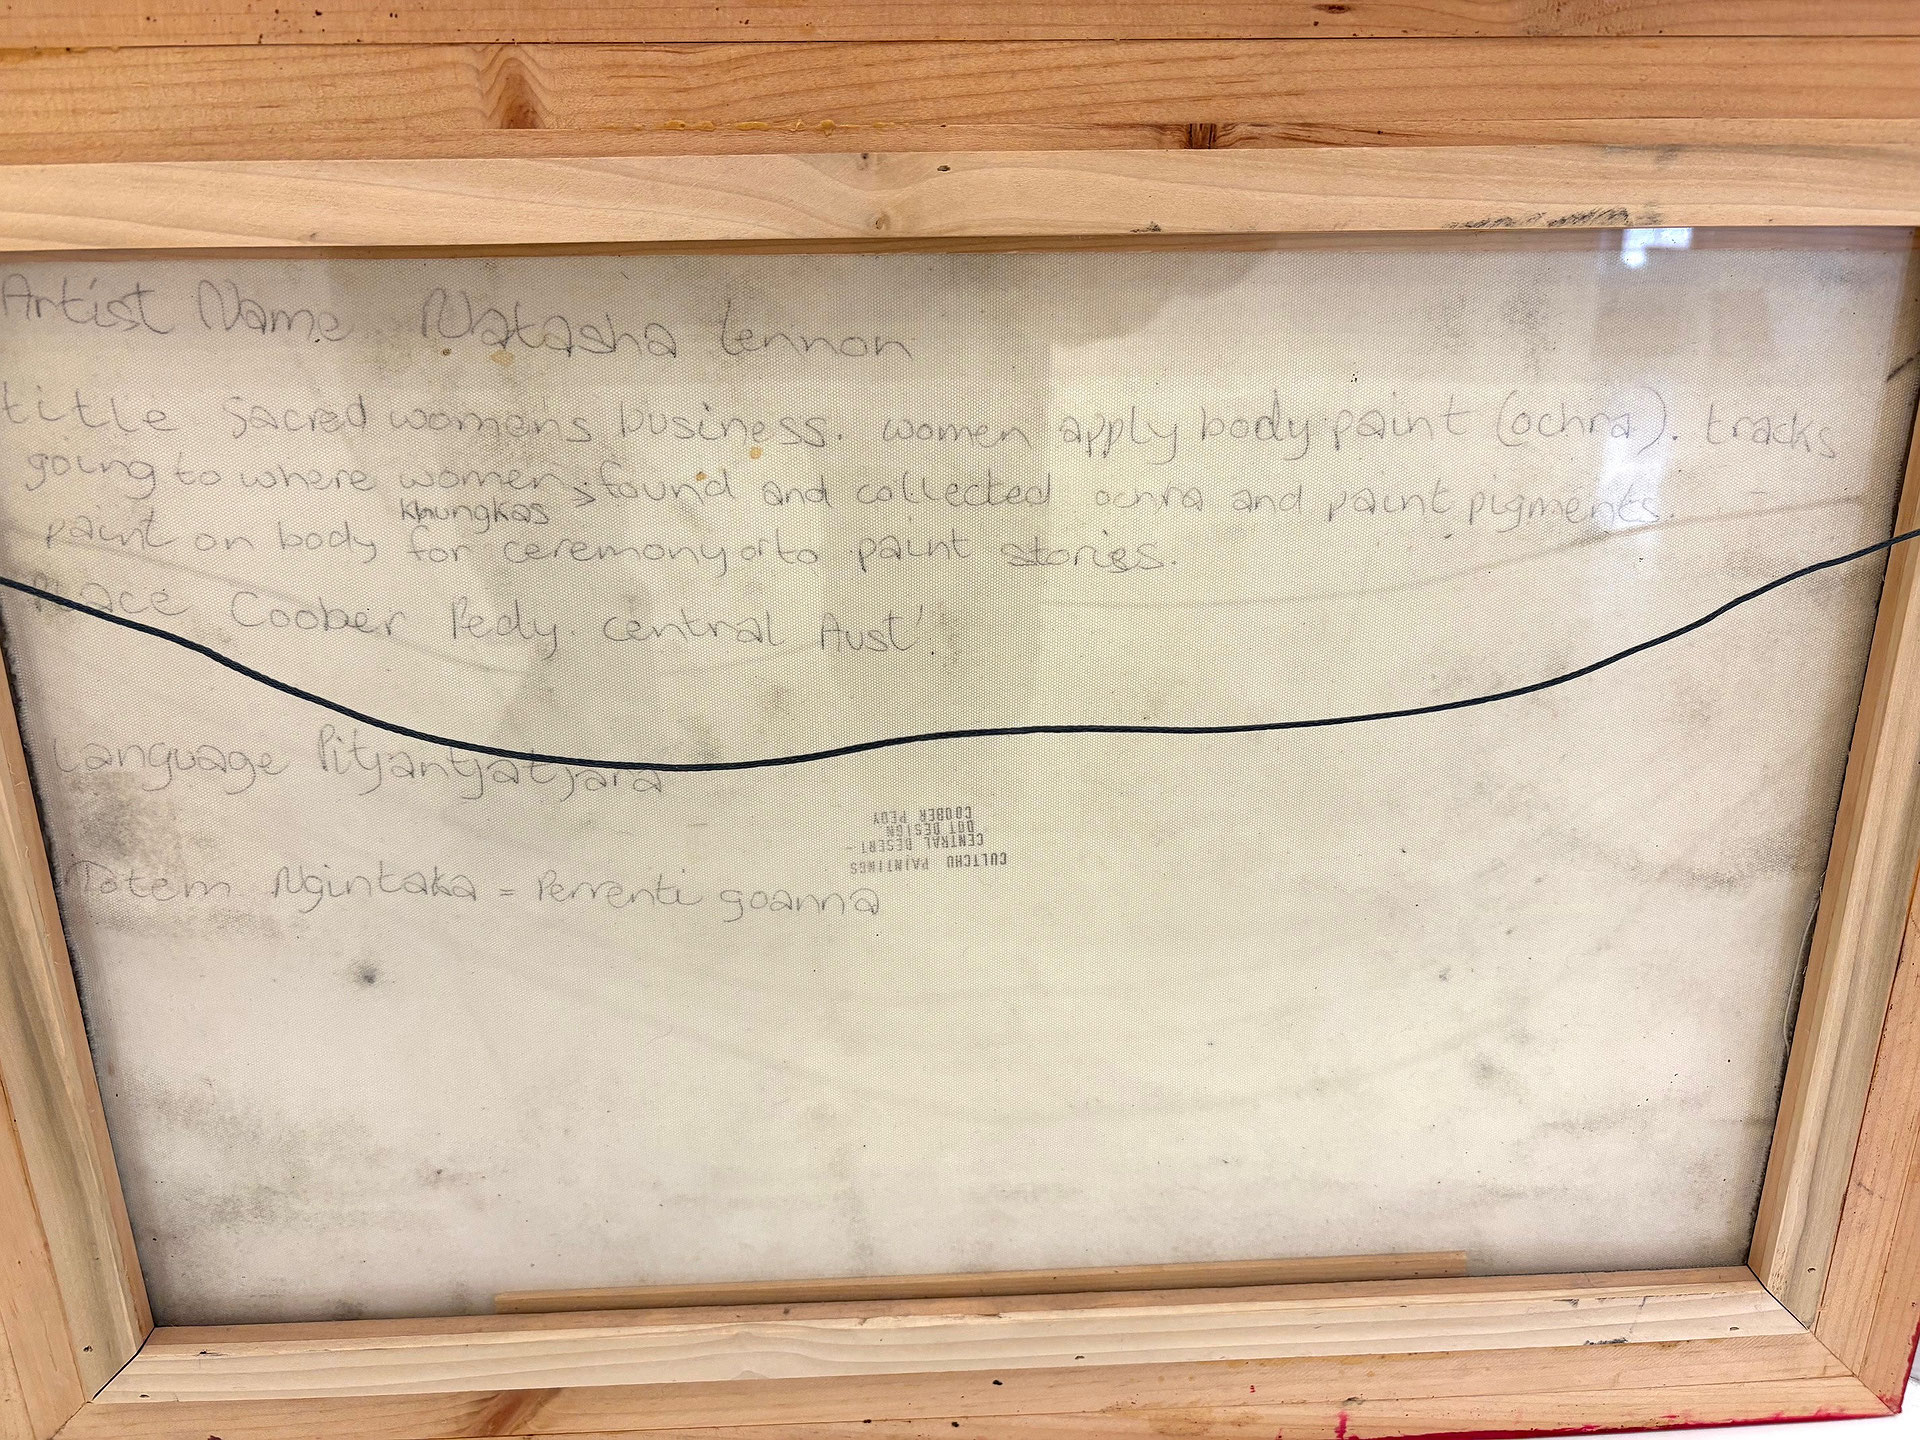 Artist Name Natasha Lennon
title Sacred womens business. women apply body paint (ochra). tracks
going to where women found and collected ochra and paint pigments.
khungkas
paint on body for ceremony or to paint stories.
Place Coober Pedy. central Aust'.
Language Pitjantjatjara
Totem Ngintaka = Perrenti goanna
CULTCHU PAINTINGS
CENTRAL DESERT -
DOT DESIGN
COOBER PEDY